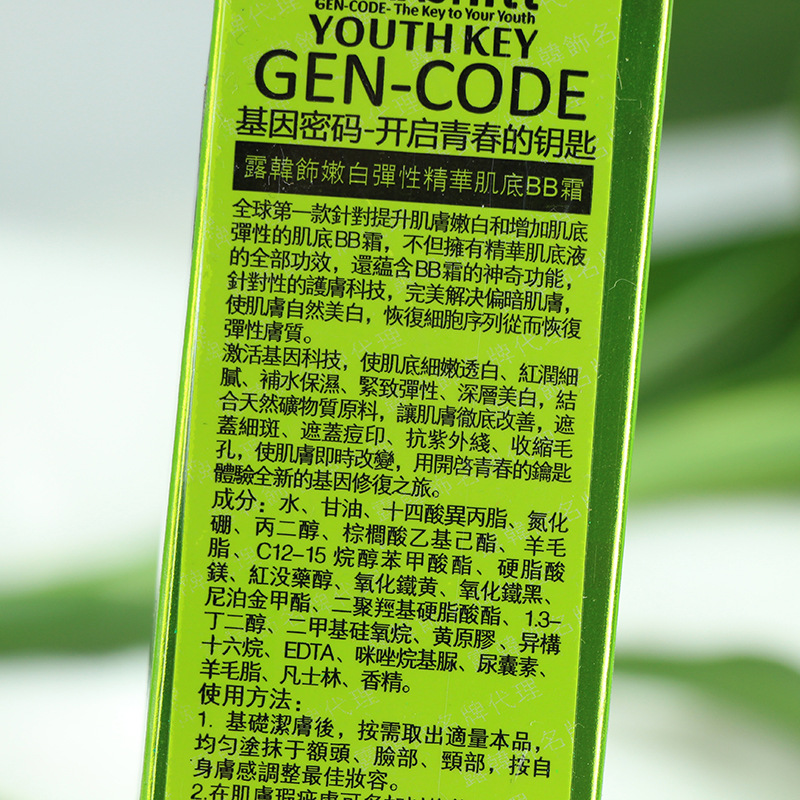 GEN-CODE- The Key to Your Youth
YOUTH KEY
GEN-CODE
基因密码-开启青春的钥匙
露韓飾嫩白彈性精華肌底BB霜
全球第一款針對提升肌膚嫩白和增加肌底
彈性的肌底BB霜，不但擁有精華肌底液
的全部功效，還蘊含BB霜的神奇功能，
針對性的護膚科技，完美解决偏暗肌膚，
使肌膚自然美白，恢復細胞序列從而恢復
彈性膚質。
激活基因科技，使肌底細嫩透白、紅潤細
膩、補水保濕、緊致彈性、深層美白，結
合天然礦物質原料，讓肌膚徹底改善，遮
蓋細斑、遮蓋痘印、抗紫外綫、收縮毛
孔，使肌膚即時改變，用開啓青春的鑰匙
體驗全新的基因修復之旅。
成分：水、甘油、十四酸異丙脂、氮化
硼、丙二醇、棕櫚酸乙基己酯、羊毛
脂、C12-15 烷醇苯甲酸酯、硬脂酸
鎂、紅没藥醇、氧化鐵黄、氧化鐵黑、
尼泊金甲酯、二聚羥基硬脂酸酯、1.3-
丁二醇、二甲基硅氧烷、黄原膠、异構
十六烷、EDTA、咪唑烷基脲、尿囊素、
羊毛脂、凡士林、香精。
使用方法：
1. 基礎潔膚後，按需取出適量本品，
均匀塗抹于額頭、臉部、頸部，按自
身膚感調整最佳妝容。
2.在肌膚瑕疵處可多加